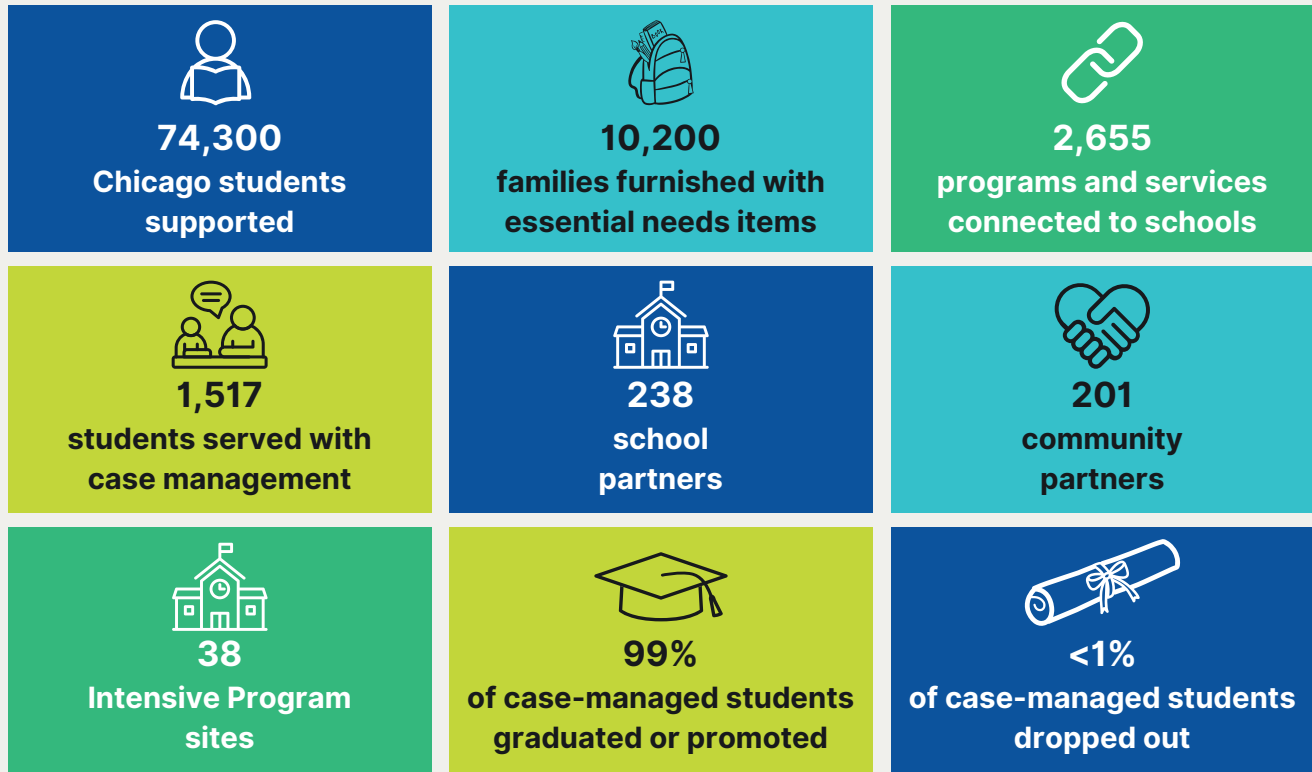 74,300
Chicago students
supported
10,200
families furnished with
essential needs items
2,655
programs and services
connected to schools
1,517
students served with
case management
238
school
partners
201
community
partners
38
Intensive Program
sites
99%
of case-managed students
graduated or promoted
<1%
of case-managed students
dropped out